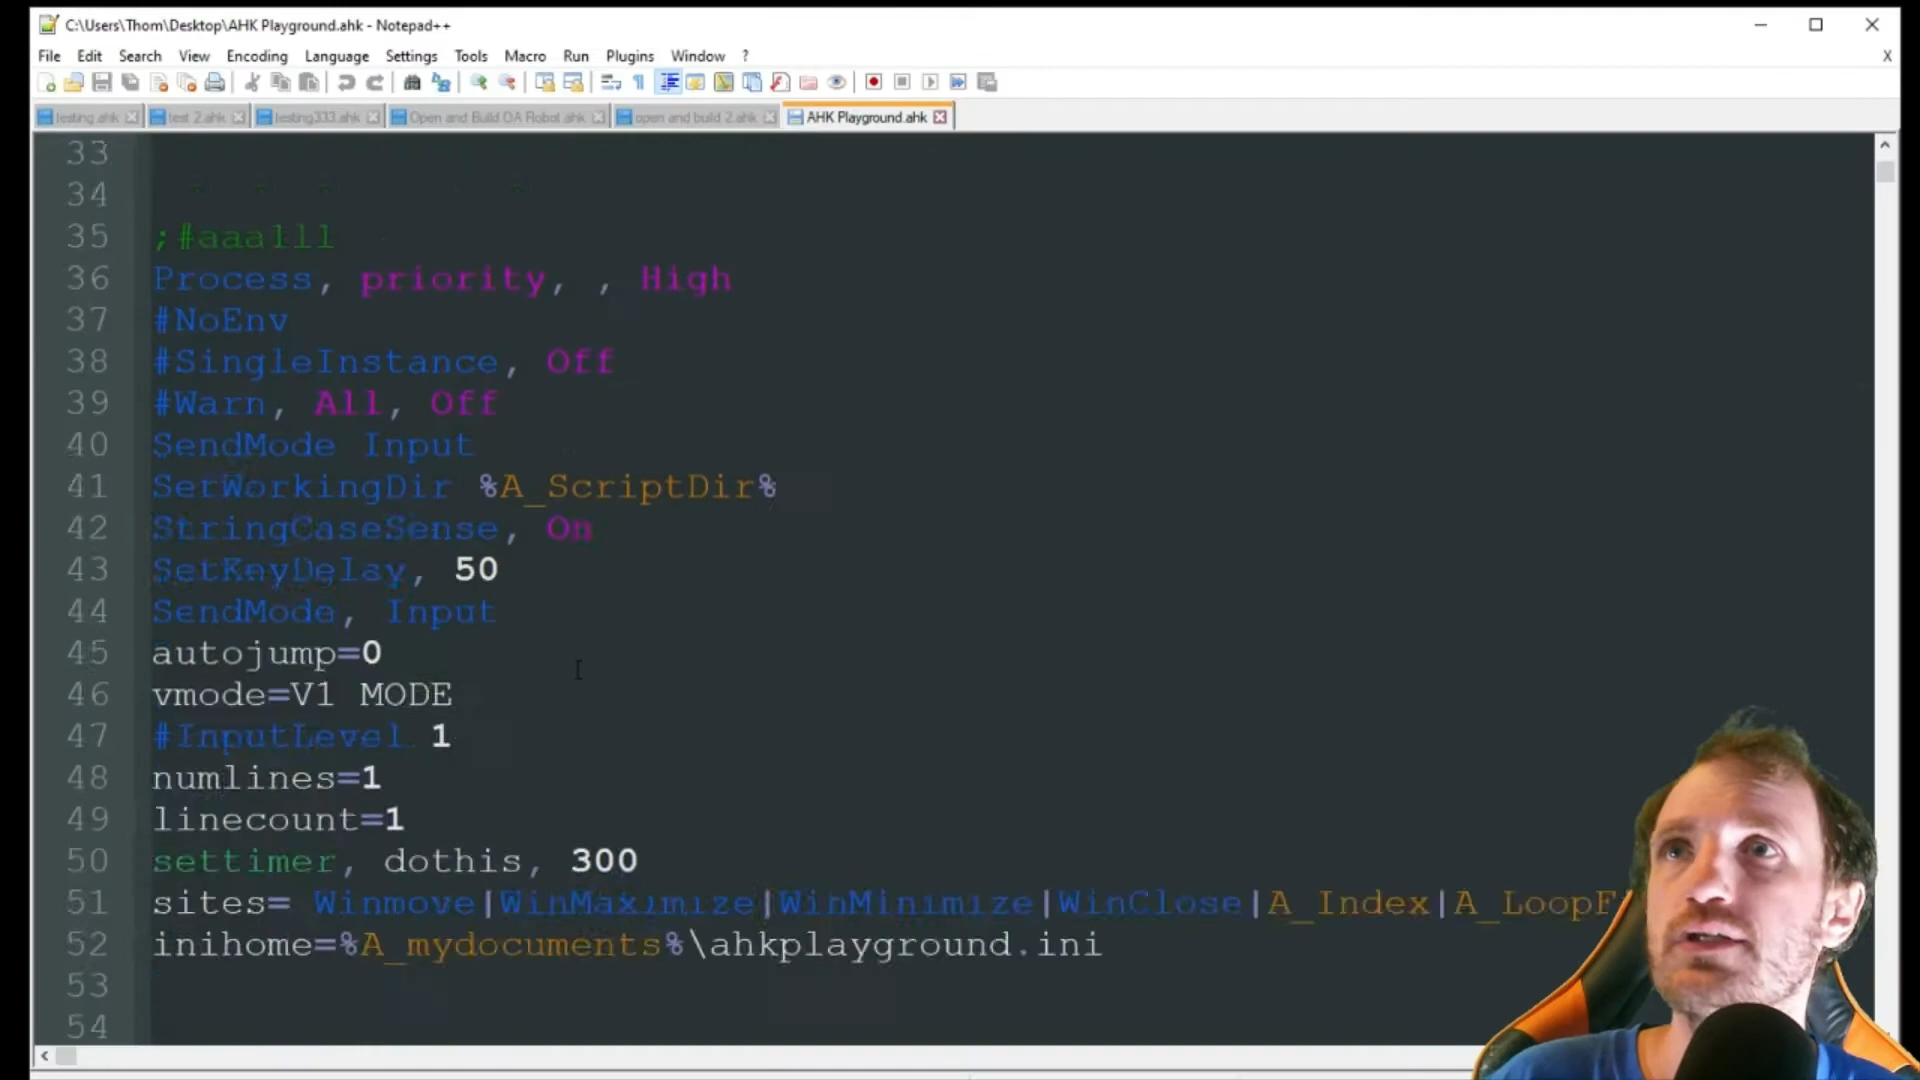 C:\Users\Thom\Desktop\AHK Playground.ahk - Notepad++
File Edit Search View Encoding Language Settings Tools Macro Run Plugins Window ?
X
testing.ahk test 2.ahk testing333.ahk Open and Build OA Robot.ahk open and build 2.ahk AHK Playground.ahk
33
34
35 ;#aaalll
36 Process, priority, , High
37 #NoEnv
38 #SingleInstance, Off
39 #Warn, All, Off
40 SendMode Input
41 SetWorkingDir %A_ScriptDir%
42 StringCaseSense, On
43 SetKeyDelay, 50
44 SendMode, Input
45 autojump=0
46 vmode=V1 MODE
47 #InputLevel 1
48 numlines=1
49 linecount=1
50 settimer, dothis, 300
51 sites= Winmove|WinMaximize|WinMinimize|WinClose|A_Index|A_LoopF
52 inihome=%A_mydocuments%\ahkplayground.ini
53
54